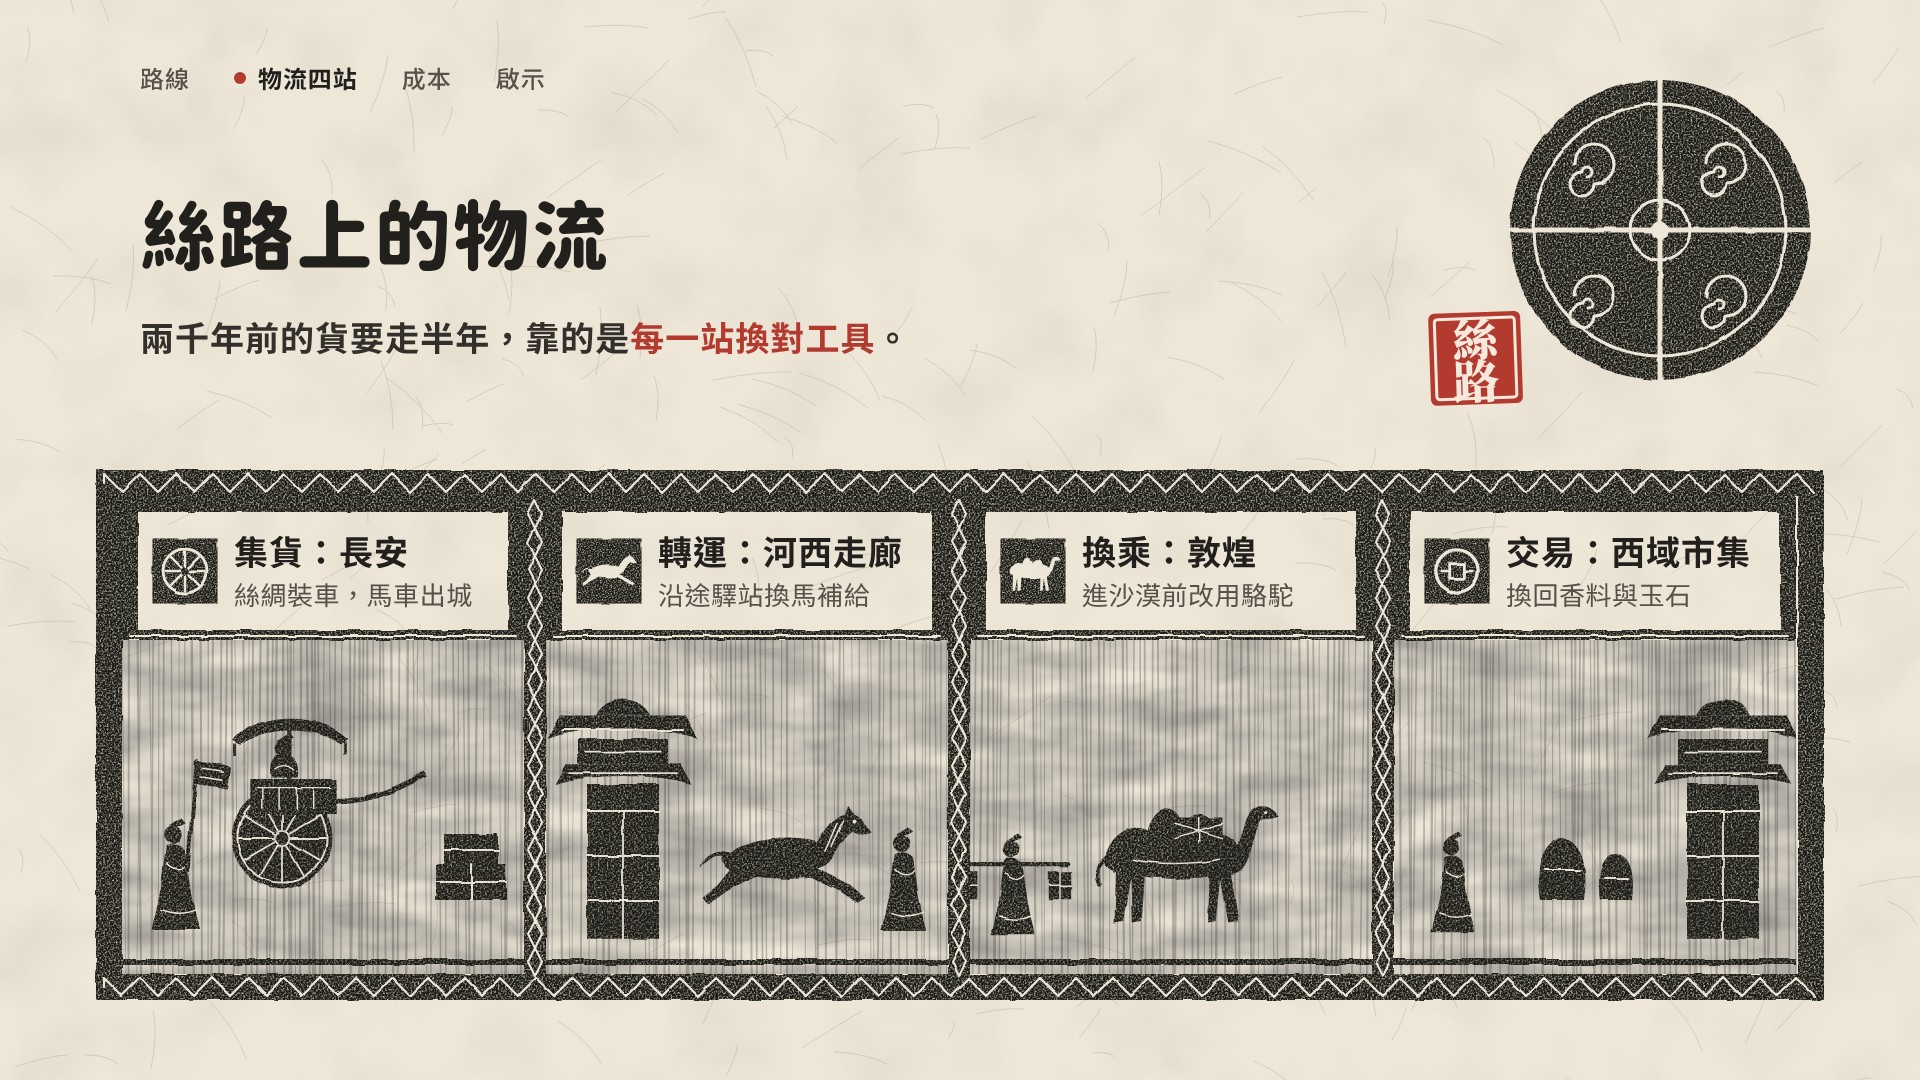 路線
物流四站
成本
啟示
絲路上的物流
兩千年前的貨要走半年，靠的是每一站換對工具。
絲路
集貨：長安
絲綢裝車，馬車出城
轉運：河西走廊
沿途驛站換馬補給
換乘：敦煌
進沙漠前改用駱駝
交易：西域市集
換回香料與玉石